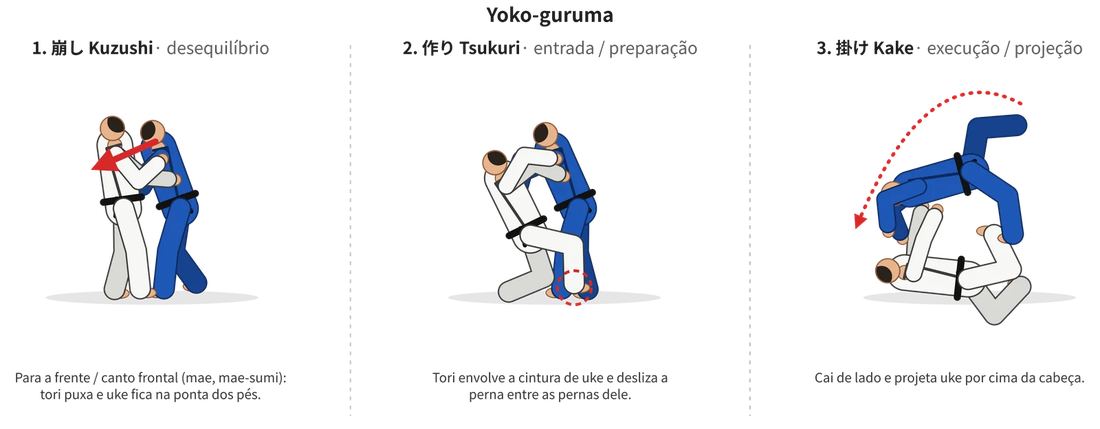 Yoko-guruma
1. 崩し Kuzushi · desequilíbrio
2. 作り Tsukuri · entrada / preparação
3. 掛け Kake · execução / projeção
Para a frente / canto frontal (mae, mae-sumi):
tori puxa e uke fica na ponta dos pés.
Tori envolve a cintura de uke e desliza a
perna entre as pernas dele.
Cai de lado e projeta uke por cima da cabeça.